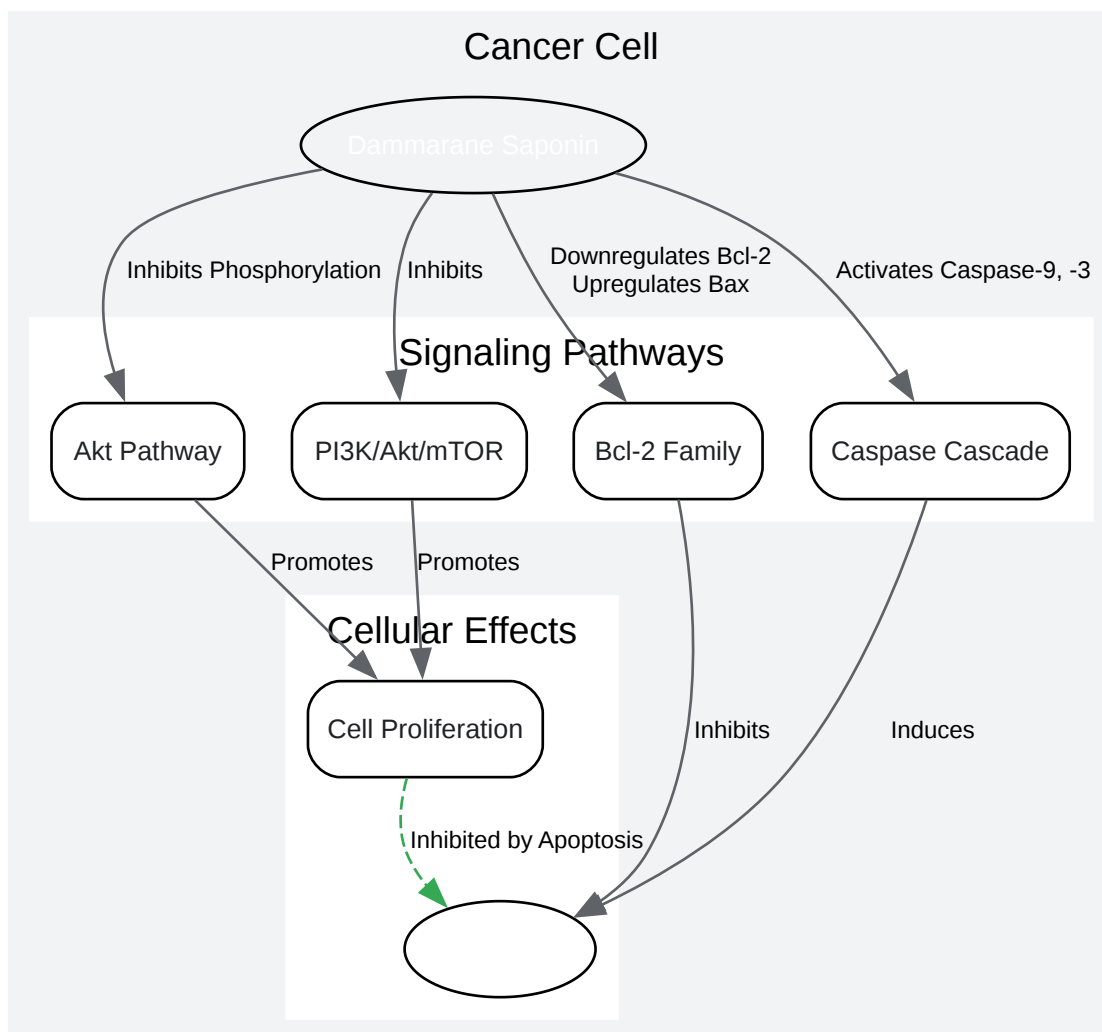 Cancer Cell
Dammarane Saponin
Inhibits Phosphorylation
Inhibits
Downregulates Bcl-2
Upregulates Bax
Activates Caspase-9, -3
Signaling Pathways
Akt Pathway
PI3K/Akt/mTOR
Bcl-2 Family
Caspase Cascade
Promotes
Promotes
Cellular Effects
Cell Proliferation
Inhibits
Induces
Inhibited by Apoptosis